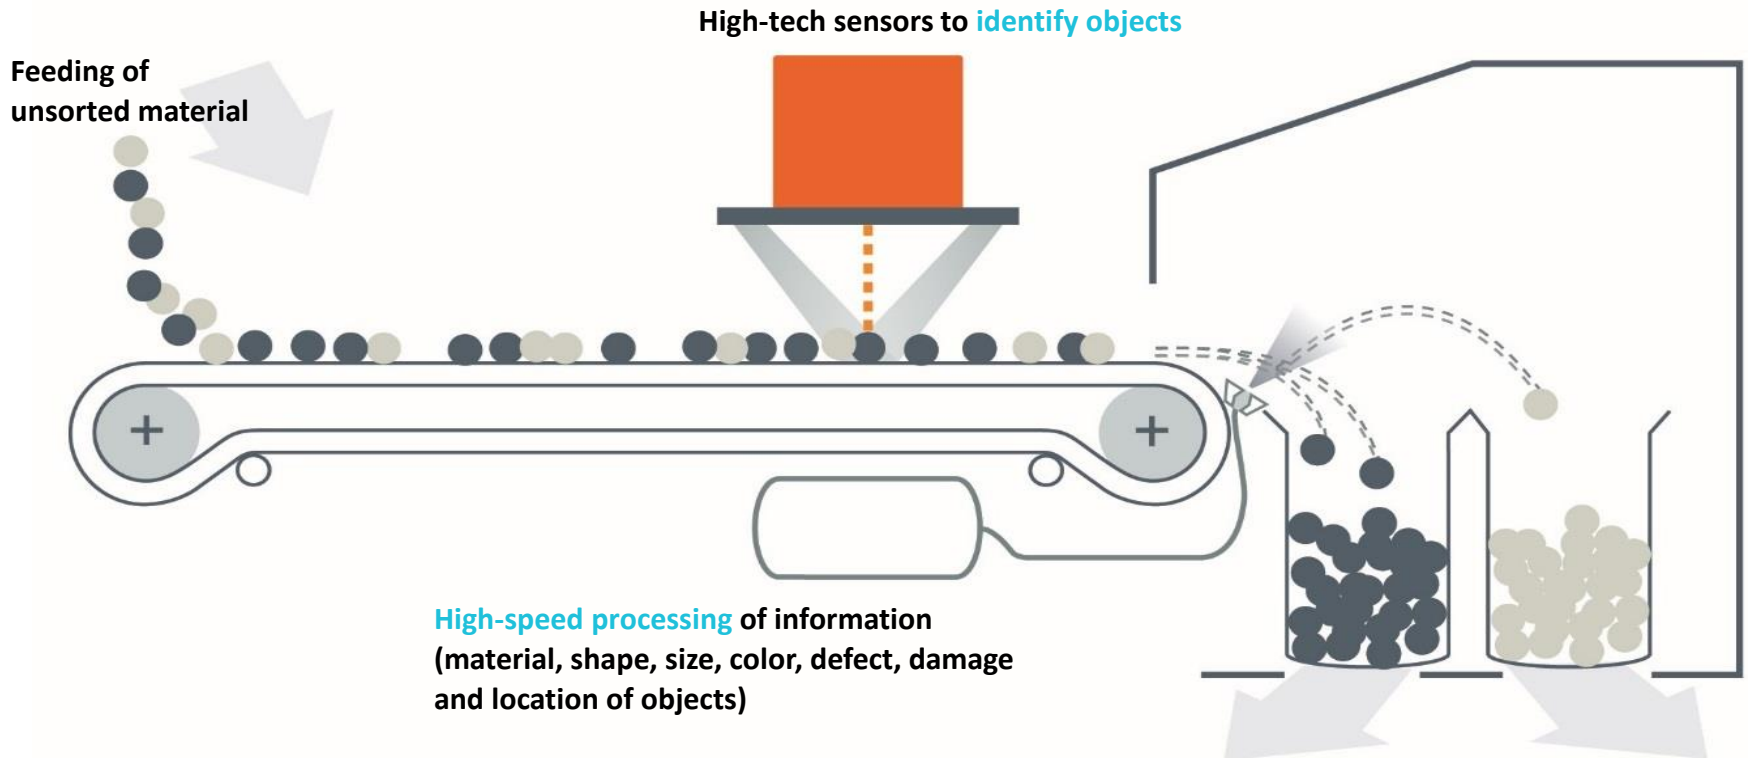 High-tech sensors to identify objects
Feeding of
unsorted material
High-speed processing of information
(material, shape, size, color, defect, damage
and location of objects)